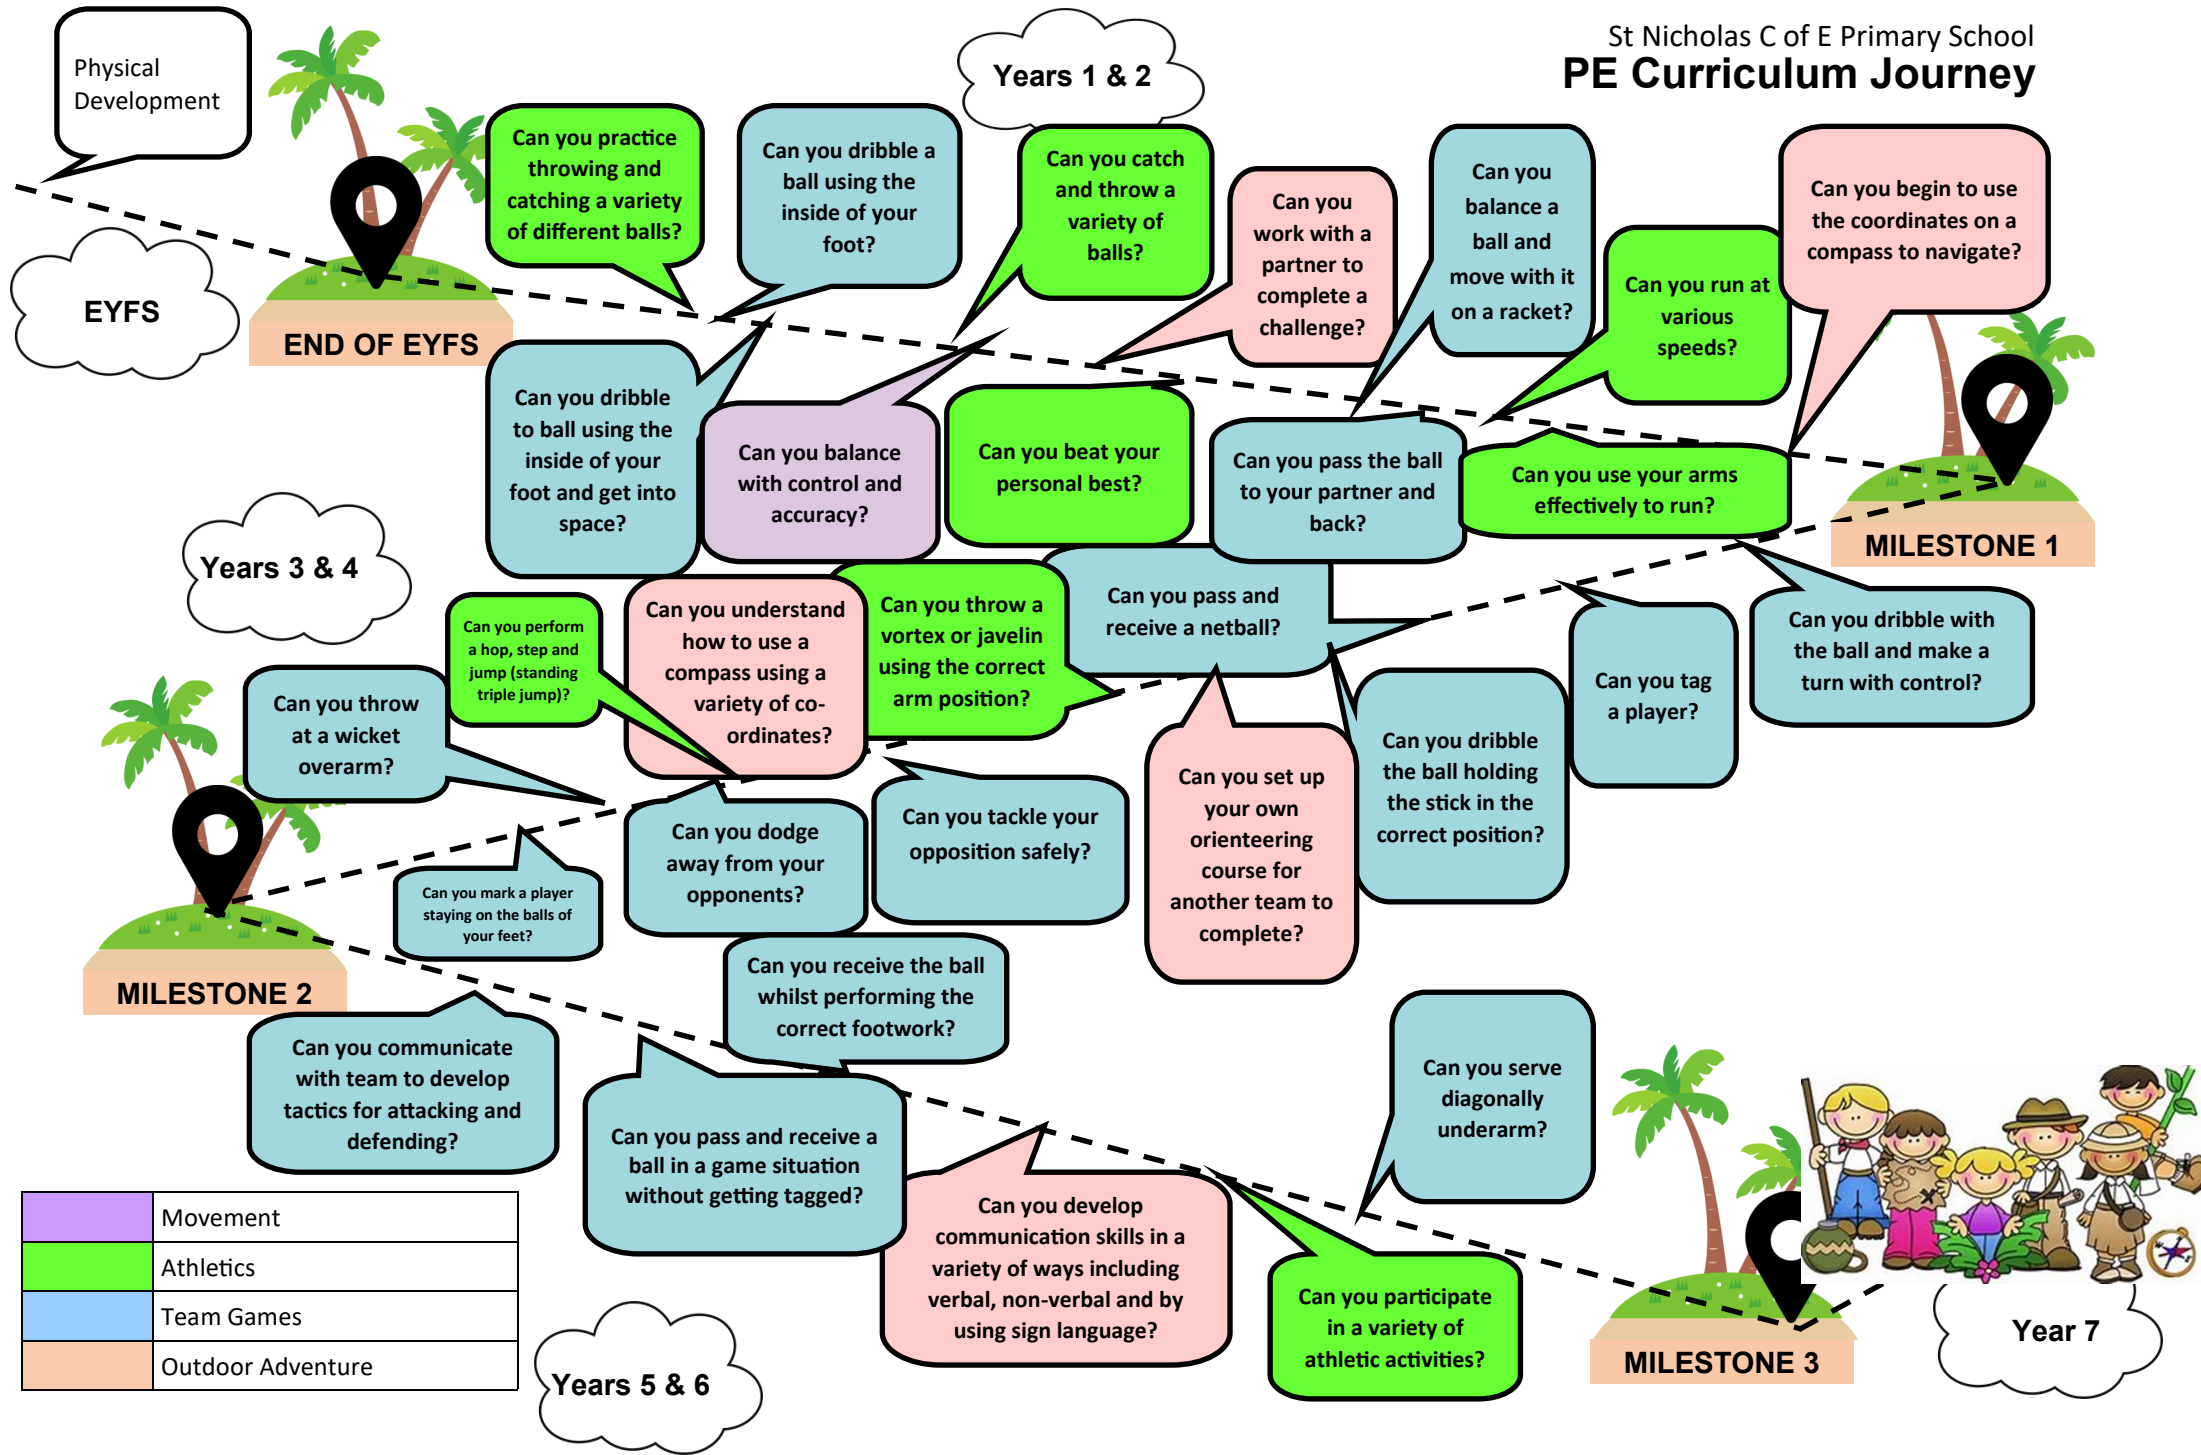 St Nicholas C of E Primary School
PE Curriculum Journey
Physical
Development
EYFS
END OF EYFS
Years 1 & 2
Can you practice
throwing and
catching a variety
of different balls?
Can you dribble a
ball using the
inside of your
foot?
Can you catch
and throw a
variety of
balls?
Can you
work with a
partner to
complete a
challenge?
Can you
balance a
ball and
move with it
on a racket?
Can you run at
various
speeds?
Can you begin to use
the coordinates on a
compass to navigate?
Can you dribble
to ball using the
inside of your
foot and get into
space?
Can you balance
with control and
accuracy?
Can you beat your
personal best?
Can you pass the ball
to your partner and
back?
Can you use your arms
effectively to run?
MILESTONE 1
Years 3 & 4
Can you dribble with
the ball and make a
turn with control?
Can you tag
a player?
Can you pass and
receive a netball?
Can you dribble
the ball holding
the stick in the
correct position?
Can you set up
your own
orienteering
course for
another team to
complete?
Can you throw a
vortex or javelin
using the correct
arm position?
Can you understand
how to use a
compass using a
variety of co-
ordinates?
Can you perform
a hop, step and
jump (standing
triple jump)?
Can you throw
at a wicket
overarm?
Can you tackle your
opposition safely?
Can you dodge
away from your
opponents?
Can you mark a player
staying on the balls of
your feet?
MILESTONE 2
Can you communicate
with team to develop
tactics for attacking and
defending?
Can you receive the ball
whilst performing the
correct footwork?
Can you pass and receive a
ball in a game situation
without getting tagged?
Can you develop
communication skills in a
variety of ways including
verbal, non-verbal and by
using sign language?
Can you serve
diagonally
underarm?
Can you participate
in a variety of
athletic activities?
Years 5 & 6
MILESTONE 3
Year 7
Movement
Athletics
Team Games
Outdoor Adventure